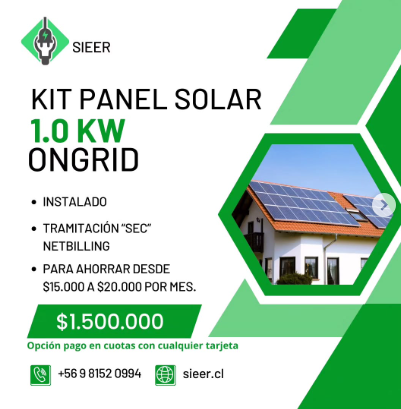 SIEER
KIT PANEL SOLAR
1.0 KW
ONGRID
• INSTALADO
• TRAMITACIÓN "SEC"
NETBILLING
• PARA AHORRAR DESDE
$15.000 A $20.000 POR MES.
$1.500.000
Opción pago en cuotas con cualquier tarjeta
+56 9 8152 0994
sieer.cl